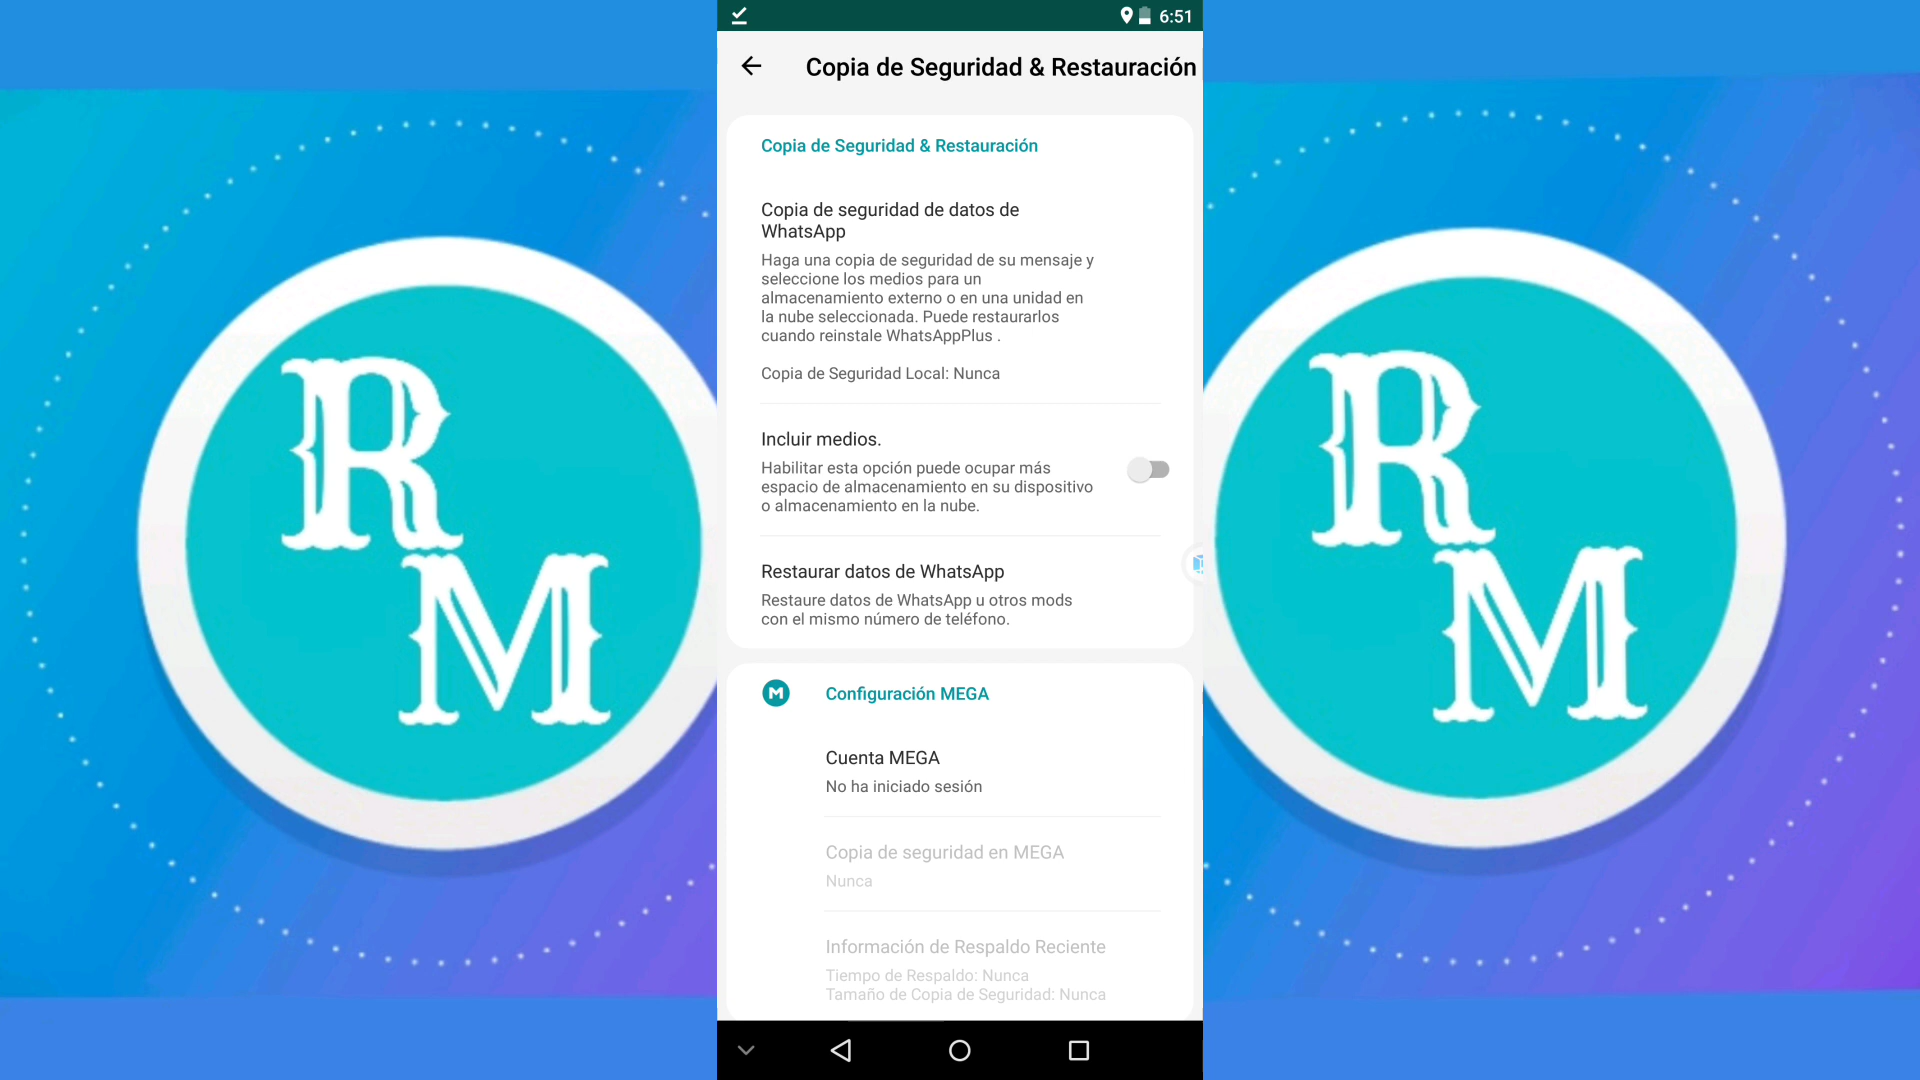 6:51
Copia de Seguridad & Restauración
Copia de Seguridad & Restauración
Copia de seguridad de datos de
WhatsApp
Haga una copia de seguridad de su mensaje y
seleccione los medios para un
almacenamiento externo o en una unidad en
la nube seleccionada. Puede restaurarlos
cuando reinstale WhatsAppPlus .
Copia de Seguridad Local: Nunca
Incluir medios.
Habilitar esta opción puede ocupar más
espacio de almacenamiento en su dispositivo
o almacenamiento en la nube.
Restaurar datos de WhatsApp
Restaure datos de WhatsApp u otros mods
con el mismo número de teléfono.
M
Configuración MEGA
Cuenta MEGA
No ha iniciado sesión
Copia de seguridad en MEGA
Nunca
Información de Respaldo Reciente
Tiempo de Respaldo: Nunca
Tamaño de Copia de Seguridad: Nunca
R
M
R
M